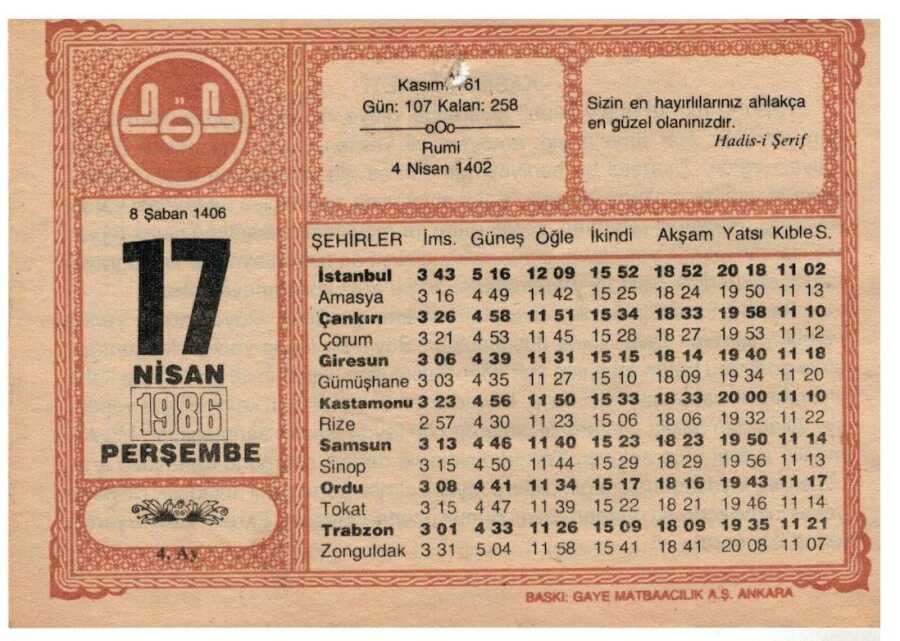 8 Şaban 1406
17
NİSAN
1986
PERŞEMBE
4. Ay
Kasım: 161
Gün: 107 Kalan: 258
oOo
Rumi
4 Nisan 1402
Sizin en hayırlılarınız ahlakça
en güzel olanınızdır.
Hadis-i Şerif
ŞEHİRLER İms. Güneş Öğle İkindi Akşam Yatsı Kıble S.
İstanbul 3 43 5 16 12 09 15 52 18 52 20 18 11 02
Amasya 3 16 4 49 11 42 15 25 18 24 19 50 11 13
Çankırı 3 26 4 58 11 51 15 34 18 33 19 58 11 10
Çorum 3 21 4 53 11 45 15 28 18 27 19 53 11 12
Giresun 3 06 4 39 11 31 15 15 18 14 19 40 11 18
Gümüşhane 3 03 4 35 11 27 15 10 18 09 19 34 11 20
Kastamonu 3 23 4 56 11 50 15 33 18 33 20 00 11 10
Rize 2 57 4 30 11 23 15 06 18 06 19 32 11 22
Samsun 3 13 4 46 11 40 15 23 18 23 19 50 11 14
Sinop 3 15 4 50 11 44 15 29 18 29 19 56 11 13
Ordu 3 08 4 41 11 34 15 17 18 16 19 43 11 17
Tokat 3 15 4 47 11 39 15 22 18 21 19 46 11 14
Trabzon 3 01 4 33 11 26 15 09 18 09 19 35 11 21
Zonguldak 3 31 5 04 11 58 15 41 18 41 20 08 11 07
BASKI: GAYE MATBAACILIK A.Ş. ANKARA